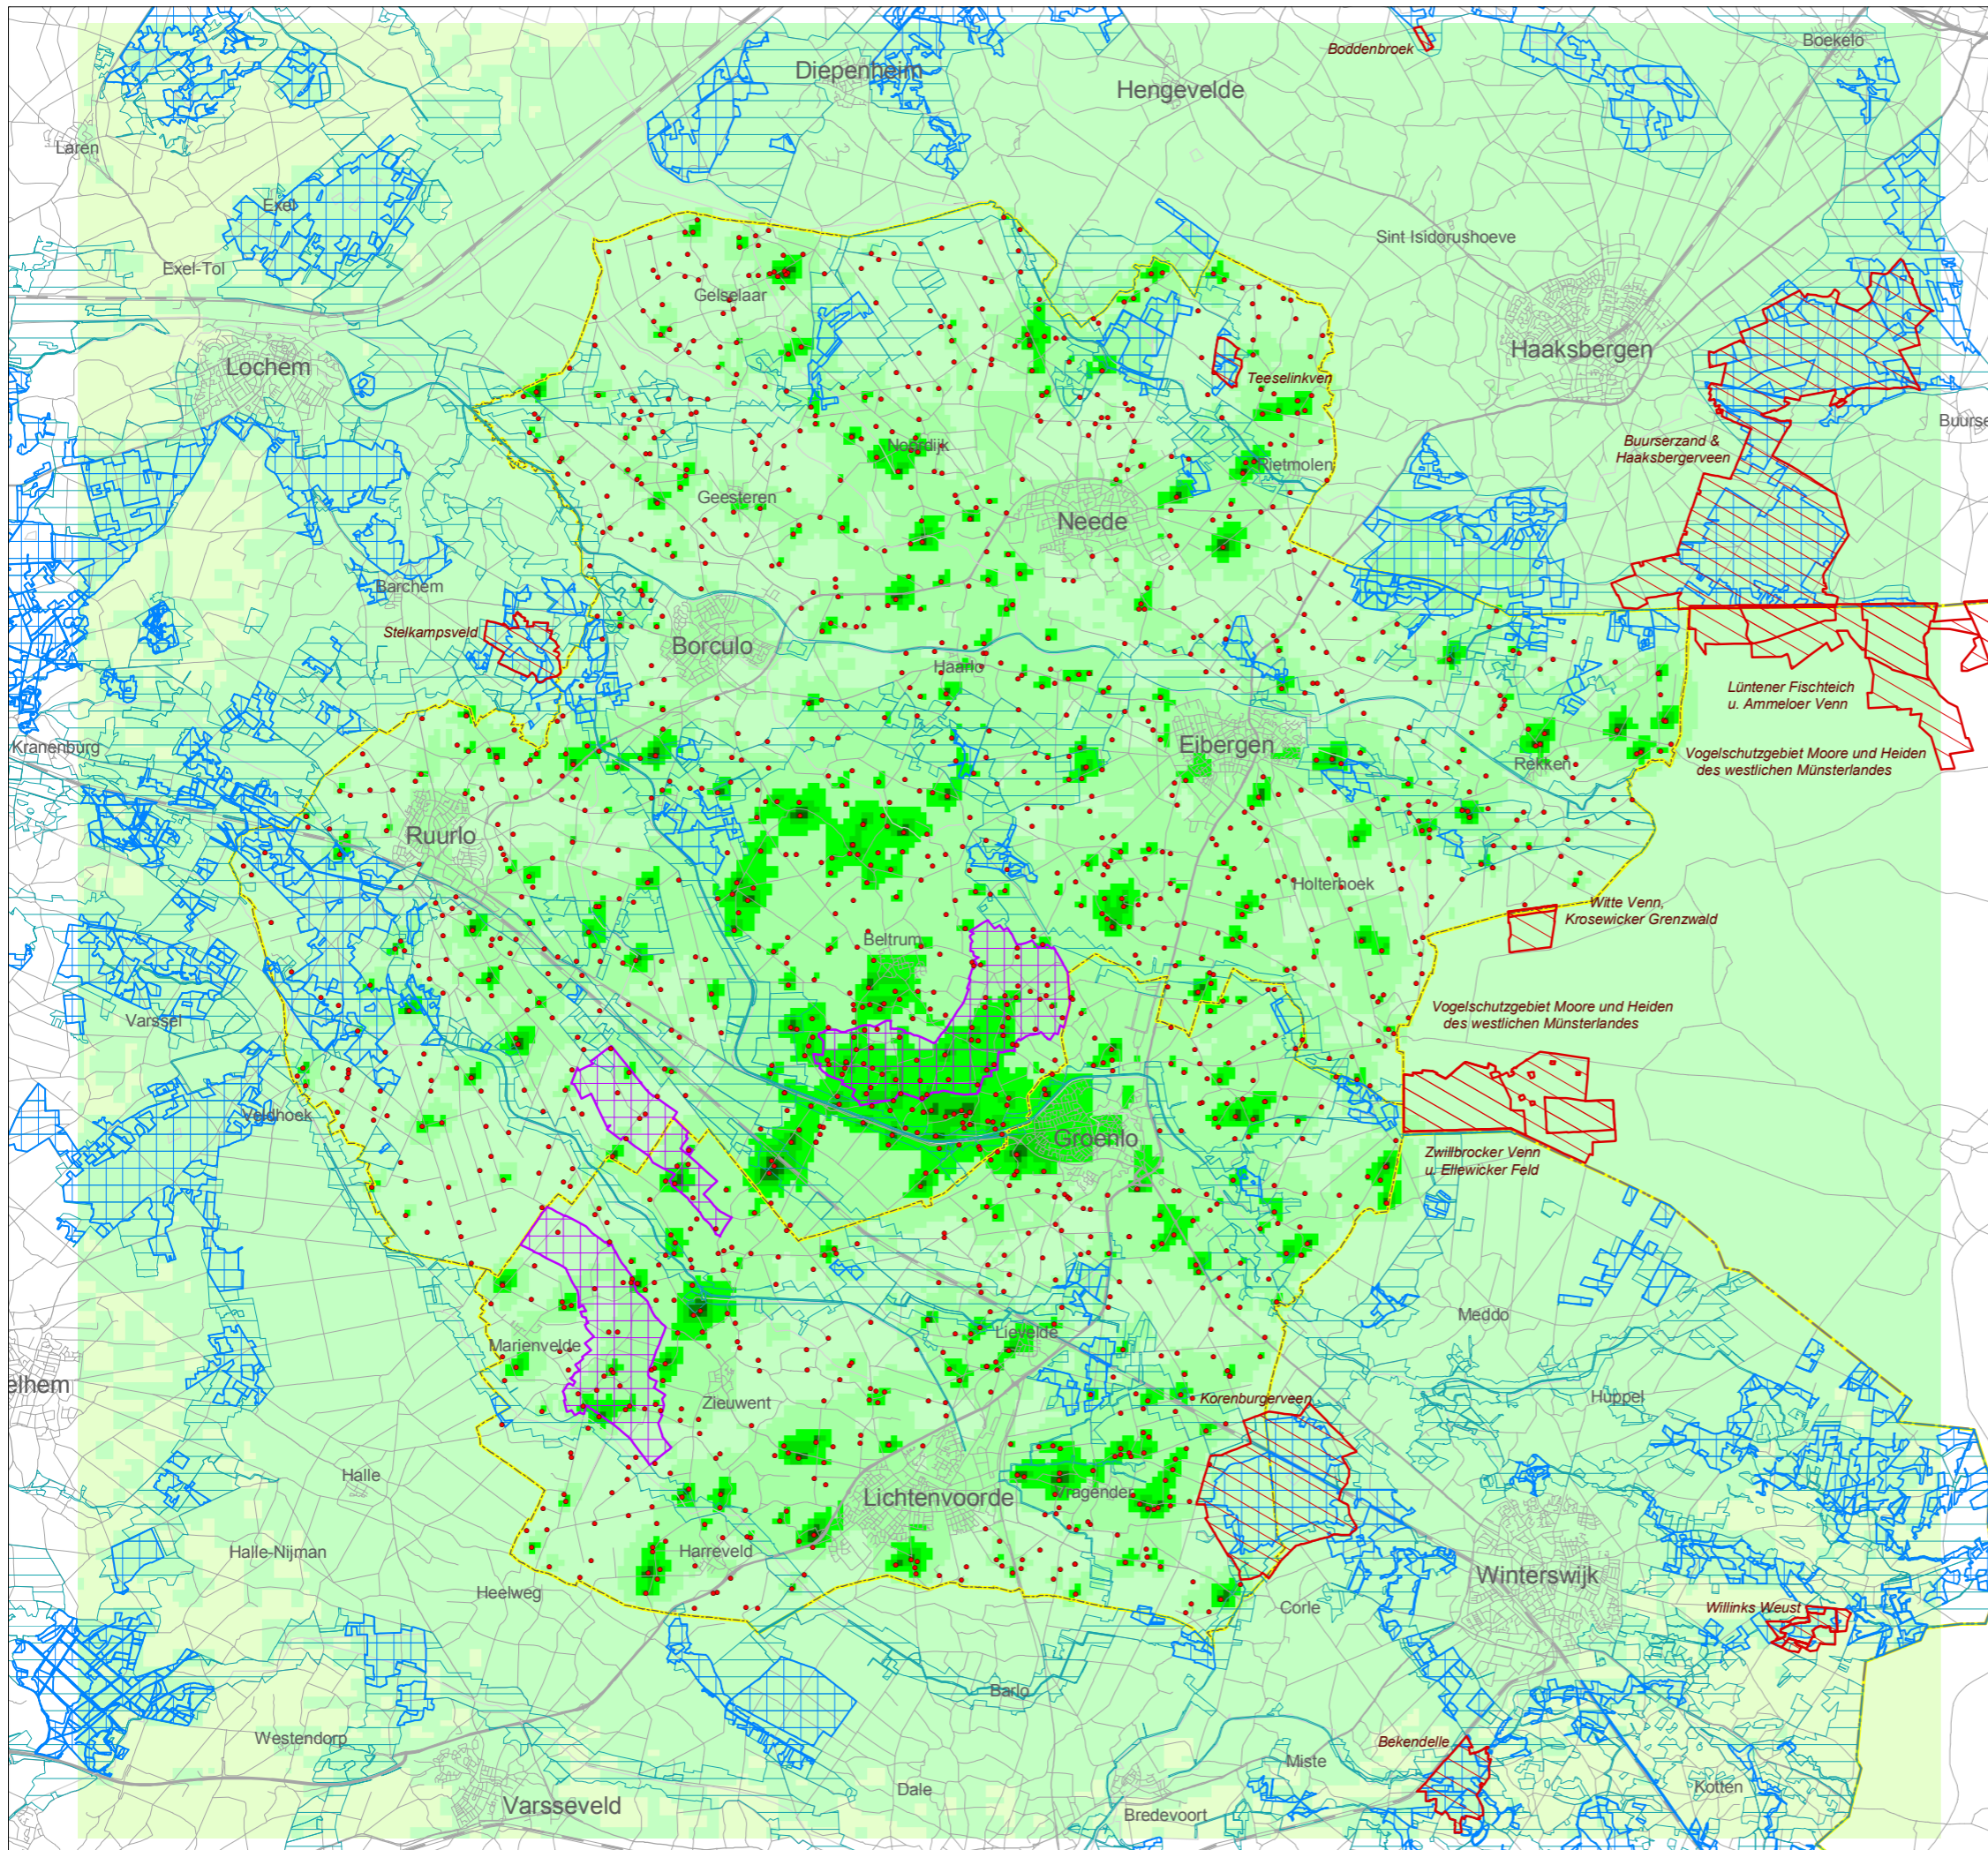 Boddenbroek
Boekelo
Diepenheim
Hengevelde
Laren
Exel
Sint Isidorushoeve
Exel-Tol
Gelselaar
Haaksbergen
Lochem
Teeselinkven
Buurse
Buurserzand &
Haaksbergerveen
Noordijk
Rietmolen
Geesteren
Neede
Barchem
Stelkampsveld
Borculo
Haarlo
Lüntener Fischteich
u. Ammeloer Venn
Kranenburg
Eibergen
Vogelschutzgebiet Moore und Heiden
des westlichen Münsterlandes
Rekken
Ruurlo
Holterhoek
Witte Venn,
Krosewicker Grenzwald
Beltrum
Vogelschutzgebiet Moore und Heiden
des westlichen Münsterlandes
Varssel
Veldhoek
Groenlo
Zwillbrocker Venn
u. Ellewicker Feld
Meddo
Lievelde
Marienvelde
elhem
Zieuwent
Korenburgerveen
Huppel
Halle
Lichtenvoorde
Vragender
Halle-Nijman
Harreveld
Winterswijk
Heelweg
Corle
Willinks Weust
Barlo
Westendorp
Bekendelle
Miste
Dale
Kotten
Varsseveld
Bredevoort